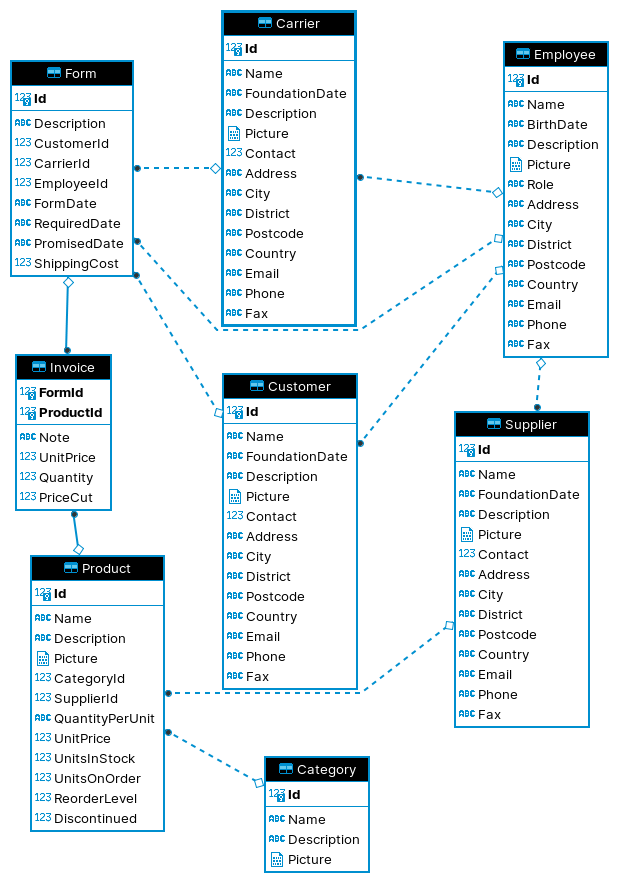 Carrier
Id
Name
FoundationDate
Description
Picture
Contact
Address
City
District
Postcode
Country
Email
Phone
Fax
Form
Id
Description
CustomerId
CarrierId
EmployeeId
FormDate
RequiredDate
PromisedDate
ShippingCost
Employee
Id
Name
BirthDate
Description
Picture
Role
Address
City
District
Postcode
Country
Email
Phone
Fax
Invoice
FormId
ProductId
Note
UnitPrice
Quantity
PriceCut
Customer
Id
Name
FoundationDate
Description
Picture
Contact
Address
City
District
Postcode
Country
Email
Phone
Fax
Supplier
Id
Name
FoundationDate
Description
Picture
Contact
Address
City
District
Postcode
Country
Email
Phone
Fax
Product
Id
Name
Description
Picture
CategoryId
SupplierId
QuantityPerUnit
UnitPrice
UnitsInStock
UnitsOnOrder
ReorderLevel
Discontinued
Category
Id
Name
Description
Picture